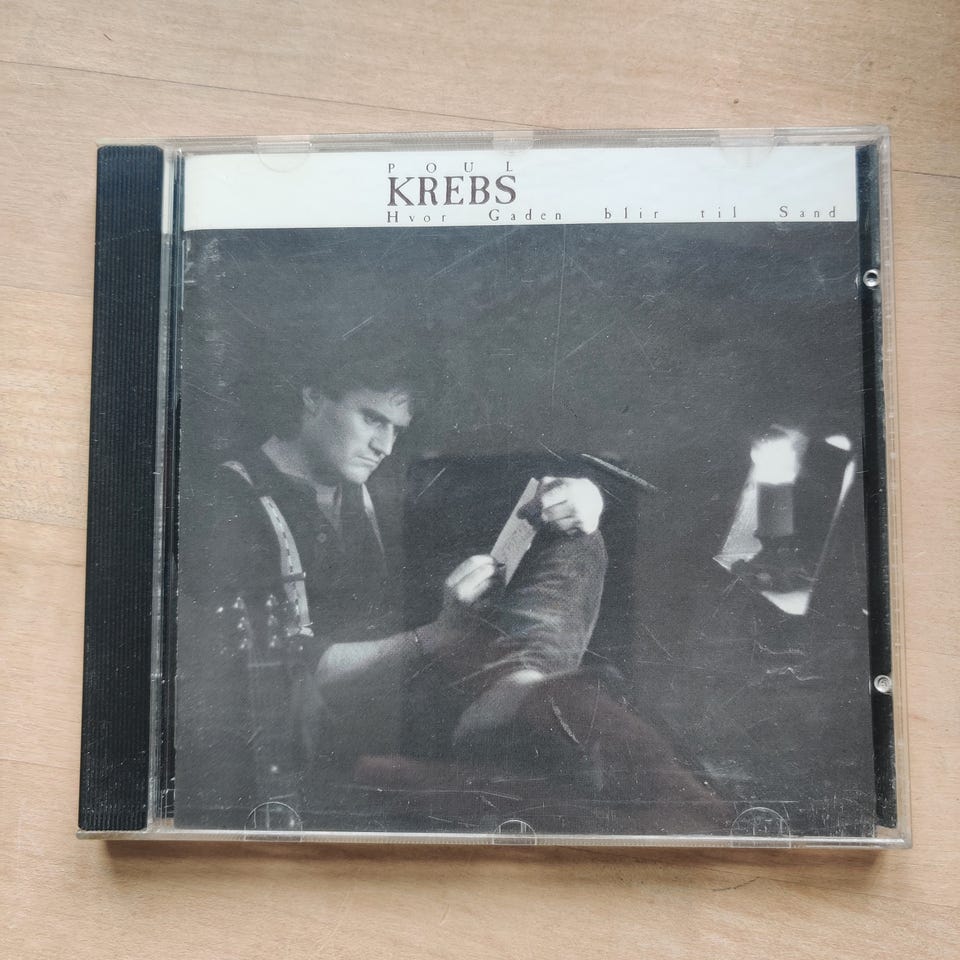 POUL
KREBS
Hvor Gaden blir til Sand